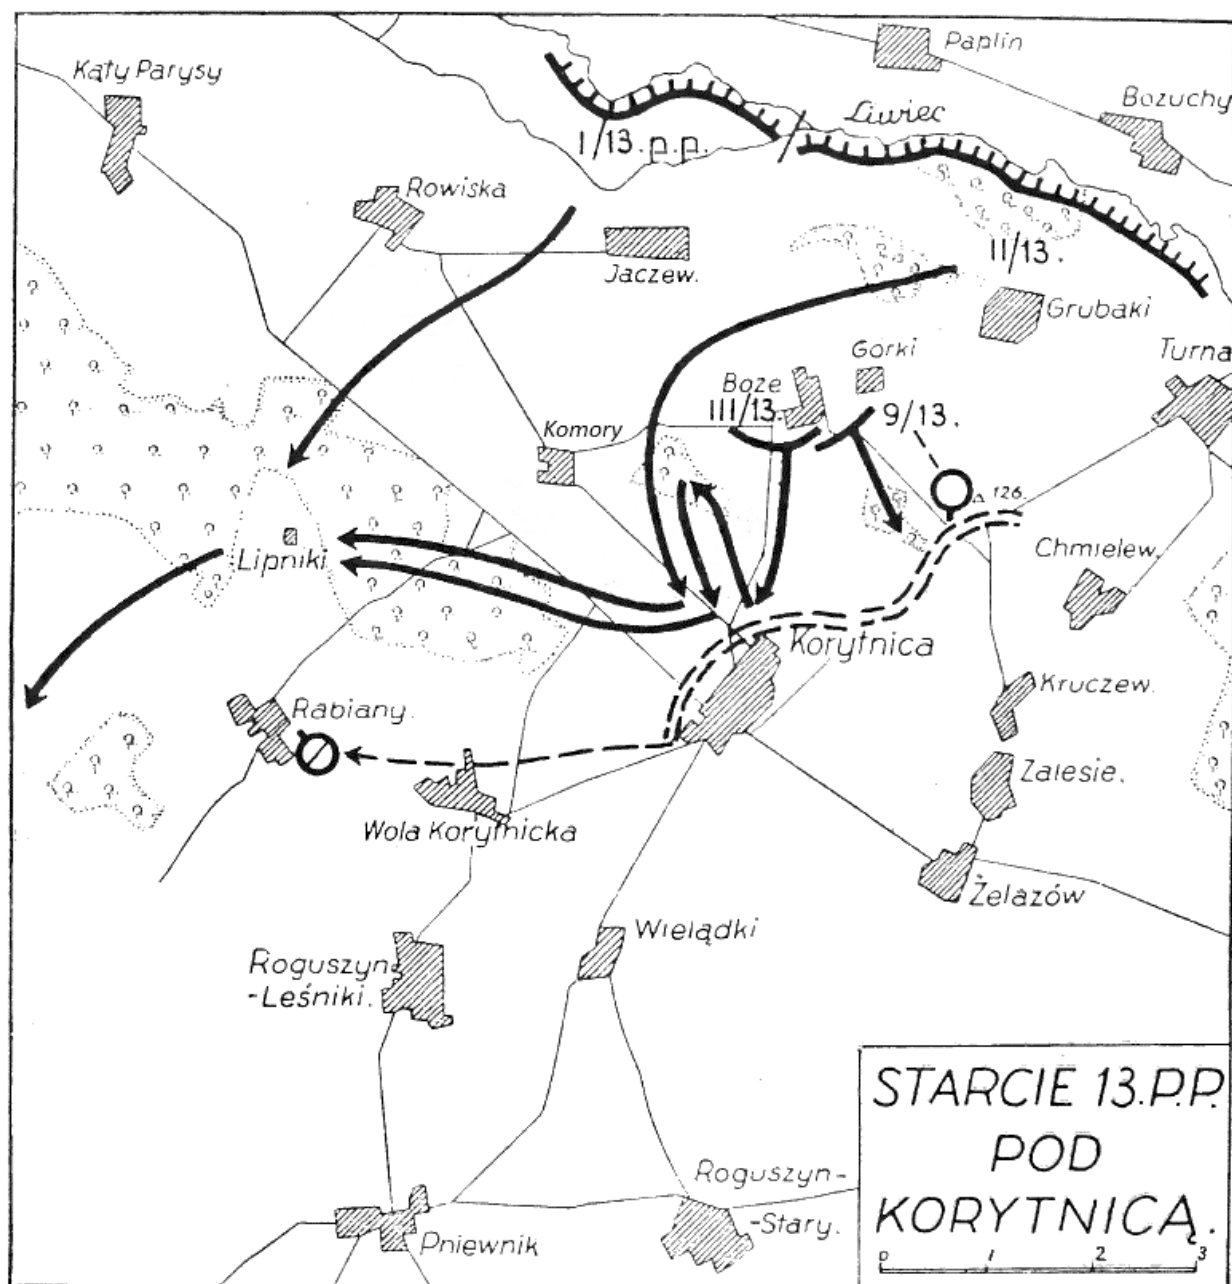 Paplin
Kąty Parysy
Bozuchy
Liwiec
I/13. p.p.
Rowiska
II/13.
Jaczew.
Grubaki
Górki
Turna
Boze
III/13.
9/13.
Komory
126.
Chmielew.
Lipniki
Korytnica
Kruczew.
Rabiany.
Zalesie.
Wola Korytnicka
Żelazów
Wielądki
Roguszyn-
-Leśniki.
STARCIE 13.P.P.
POD
KORYTNICĄ.
0 1 2 3
Roguszyn-
-Stary.
Pniewnik